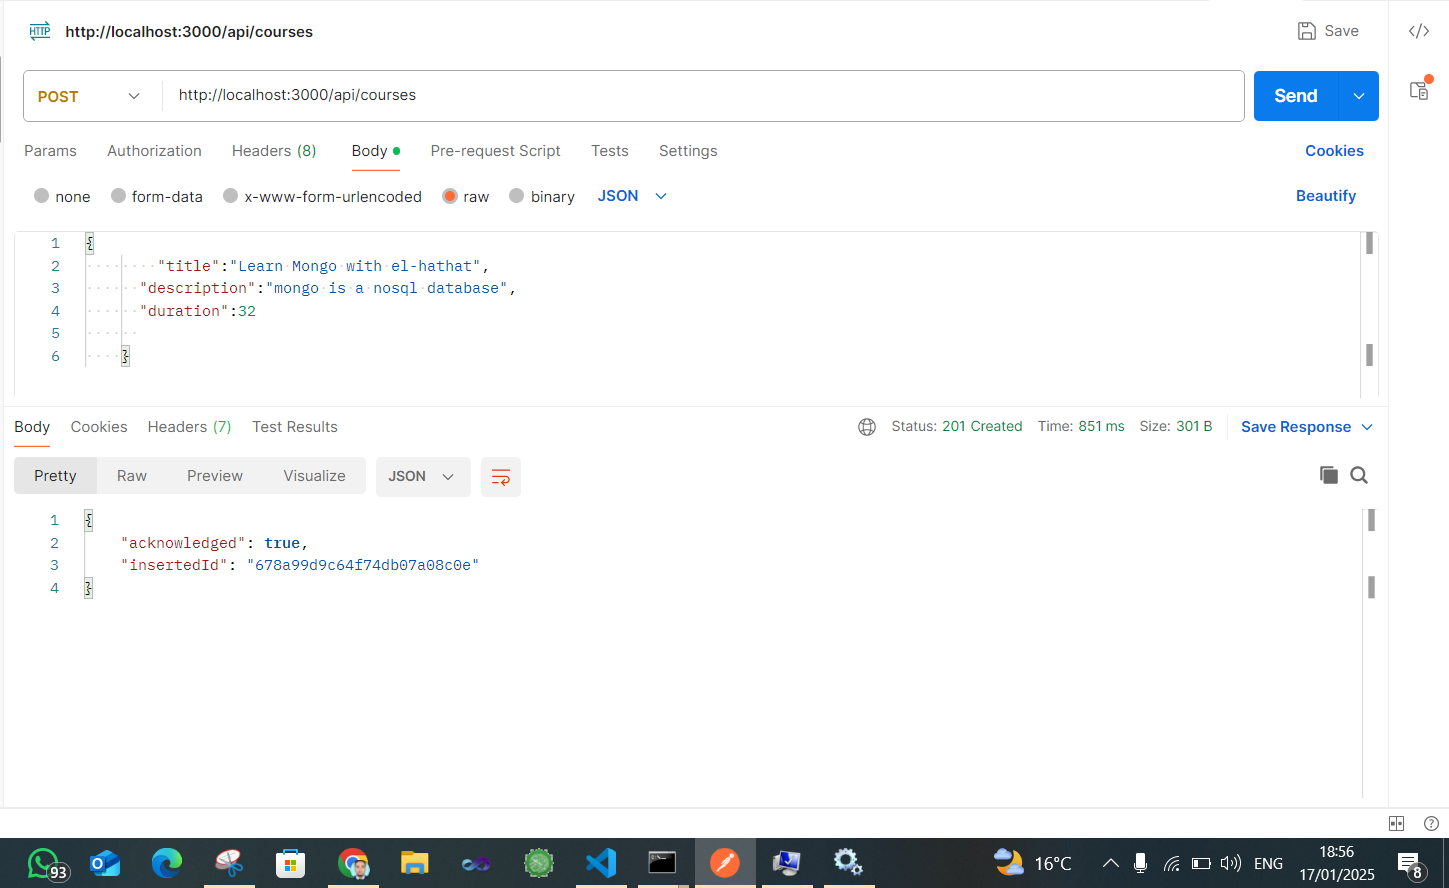 HTTP http://localhost:3000/api/courses Save </>
POST http://localhost:3000/api/courses Send
Params Authorization Headers (8) Body Pre-request Script Tests Settings Cookies
none form-data x-www-form-urlencoded raw binary JSON Beautify
1 {
2 "title":"Learn Mongo with el-hathat",
3 "description":"mongo is a nosql database",
4 "duration":32
5
6 }
Body Cookies Headers (7) Test Results Status: 201 Created Time: 851 ms Size: 301 B Save Response
Pretty Raw Preview Visualize JSON
1 {
2 "acknowledged": true,
3 "insertedId": "678a99d9c64f74db07a08c0e"
4 }
93 16°C ENG 18:56
17/01/2025 8